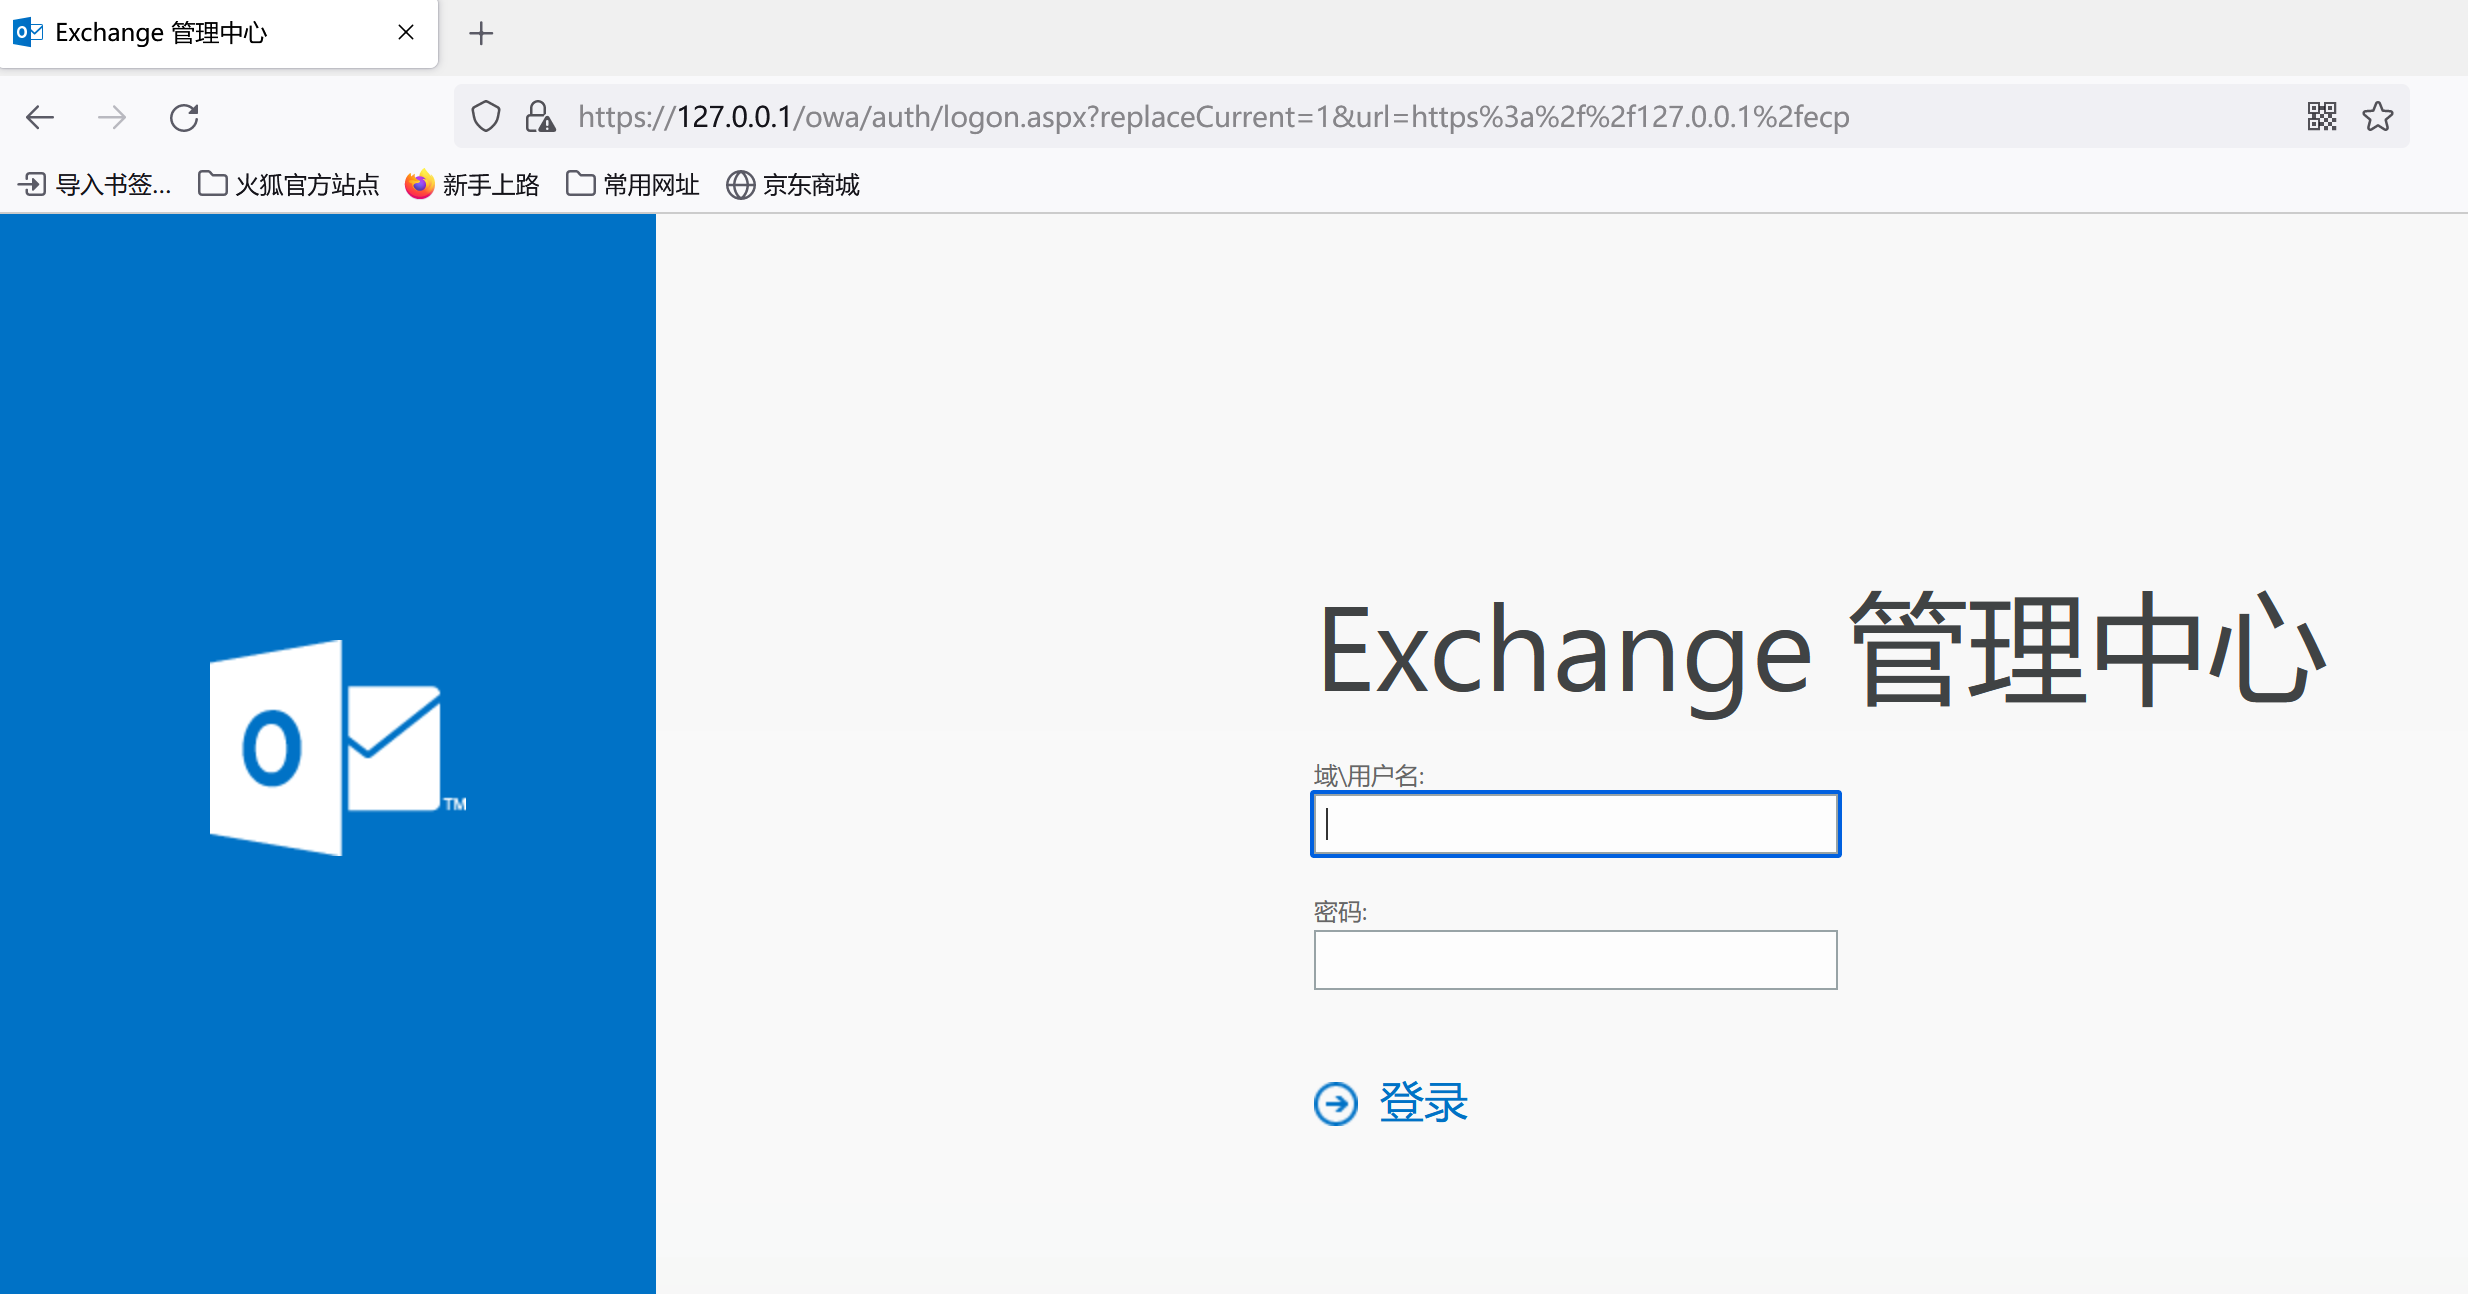 Exchange 管理中心
https://127.0.0.1/owa/auth/logon.aspx?replaceCurrent=1&url=https%3a%2f%2f127.0.0.1%2fecp
导入书签... 火狐官方站点 新手上路 常用网址 京东商城
O
TM
Exchange 管理中心
域\用户名:
密码:
登录